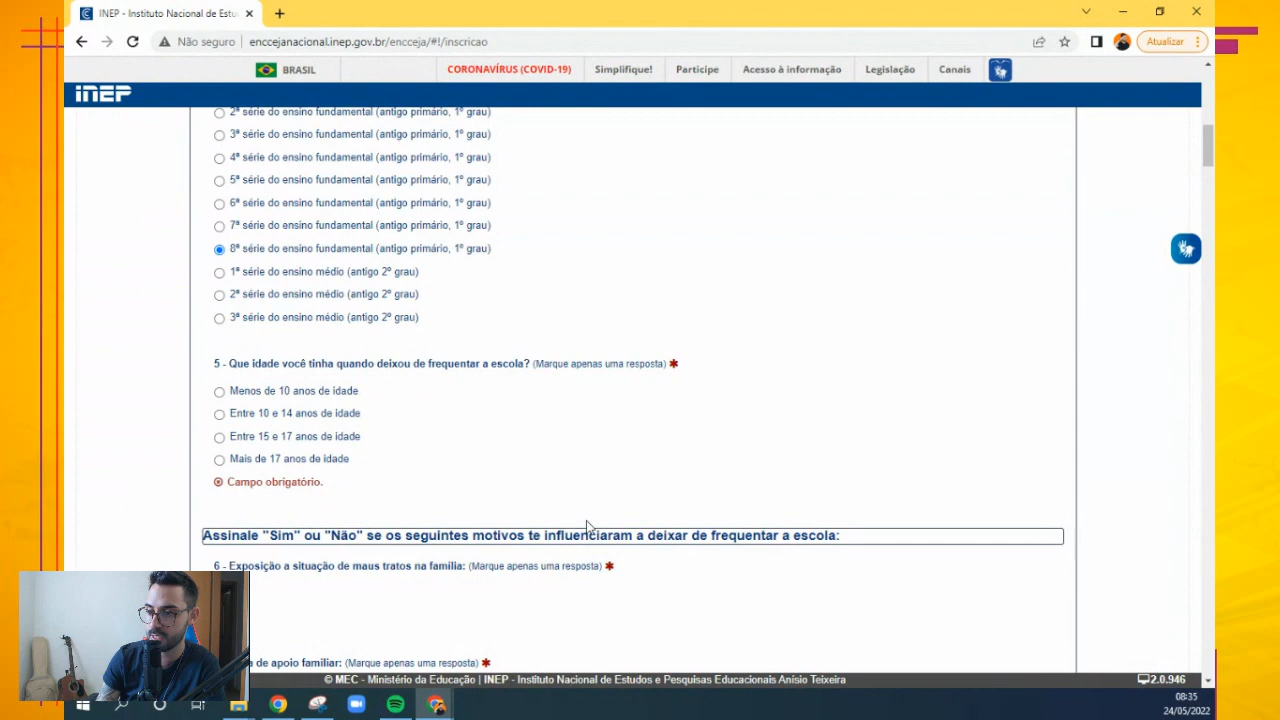 INEP - Instituto Nacional de Estu
Não seguro
enccejanacional.inep.gov.br/encceja/#!/inscricao
Atualizar
BRASIL
CORONAVÍRUS (COVID-19)
Simplifique!
Participe
Acesso à informação
Legislação
Canais
INEP
2ª série do ensino fundamental (antigo primário, 1º grau)
3ª série do ensino fundamental (antigo primário, 1º grau)
4ª série do ensino fundamental (antigo primário, 1º grau)
5ª série do ensino fundamental (antigo primário, 1º grau)
6ª série do ensino fundamental (antigo primário, 1º grau)
7ª série do ensino fundamental (antigo primário, 1º grau)
8ª série do ensino fundamental (antigo primário, 1º grau)
1ª série do ensino médio (antigo 2º grau)
2ª série do ensino médio (antigo 2º grau)
3ª série do ensino médio (antigo 2º grau)
5 - Que idade você tinha quando deixou de frequentar a escola? (Marque apenas uma resposta) *
Menos de 10 anos de idade
Entre 10 e 14 anos de idade
Entre 15 e 17 anos de idade
Mais de 17 anos de idade
Campo obrigatório.
Assinale "Sim" ou "Não" se os seguintes motivos te influenciaram a deixar de frequentar a escola:
6 - Exposição a situação de maus tratos na família: (Marque apenas uma resposta) *
de apoio familiar: (Marque apenas uma resposta) *
© MEC - Ministério da Educação | INEP - Instituto Nacional de Estudos e Pesquisas Educacionais Anísio Teixeira
2.0.946
08:35
24/05/2022